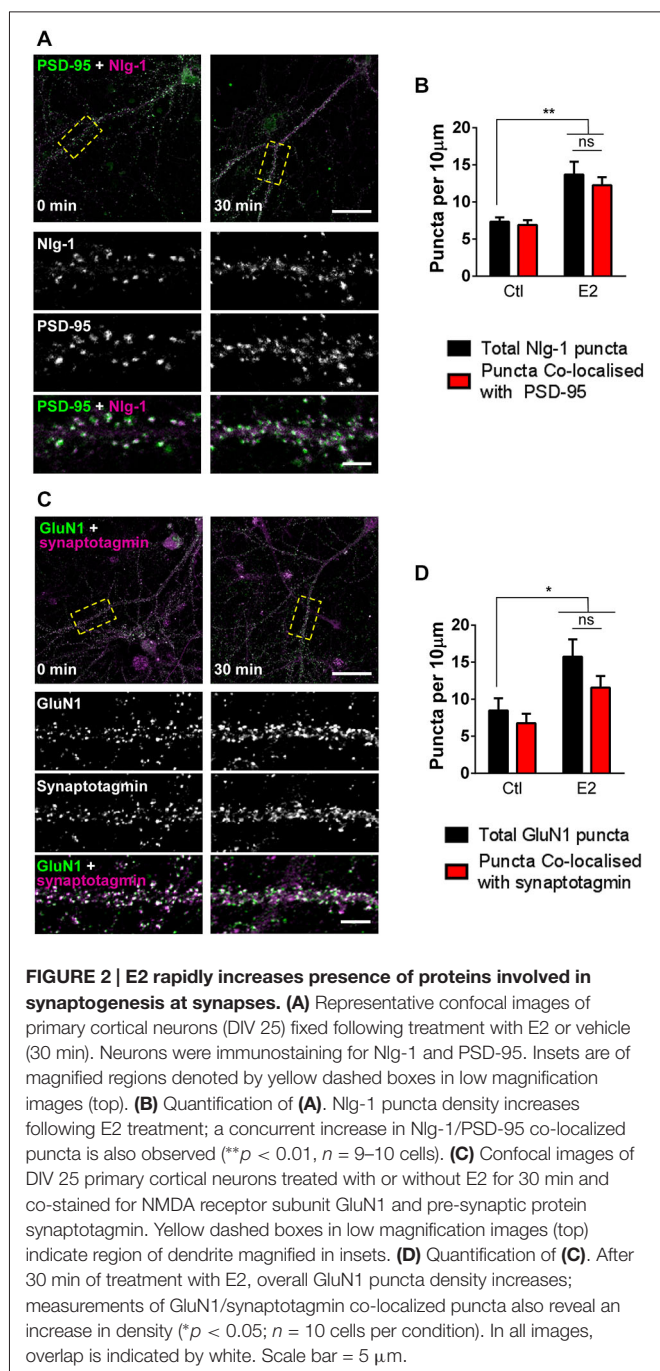 A
PSD-95 + Nlg-1
0 min
30 min
Nlg-1
PSD-95
PSD-95 + Nlg-1
B
**
ns
Puncta per 10μm
20
15
10
5
0
Ctl
E2
Total Nlg-1 puncta
Puncta Co-localised
with PSD-95
C
GluN1 +
synaptotagmin
0 min
30 min
GluN1
Synaptotagmin
GluN1 +
synaptotagmin
D
*
ns
Puncta per 10μm
20
15
10
5
0
Ctl
E2
Total GluN1 puncta
Puncta Co-localised
with synaptotagmin
FIGURE 2 | E2 rapidly increases presence of proteins involved in
synaptogenesis at synapses. (A) Representative confocal images of
primary cortical neurons (DIV 25) fixed following treatment with E2 or vehicle
(30 min). Neurons were immunostaining for Nlg-1 and PSD-95. Insets are of
magnified regions denoted by yellow dashed boxes in low magnification
images (top). (B) Quantification of (A). Nlg-1 puncta density increases
following E2 treatment; a concurrent increase in Nlg-1/PSD-95 co-localized
puncta is also observed (**p < 0.01, n = 9–10 cells). (C) Confocal images of
DIV 25 primary cortical neurons treated with or without E2 for 30 min and
co-stained for NMDA receptor subunit GluN1 and pre-synaptic protein
synaptotagmin. Yellow dashed boxes in low magnification images (top)
indicate region of dendrite magnified in insets. (D) Quantification of (C). After
30 min of treatment with E2, overall GluN1 puncta density increases;
measurements of GluN1/synaptotagmin co-localized puncta also reveal an
increase in density (*p < 0.05; n = 10 cells per condition). In all images,
overlap is indicated by white. Scale bar = 5 μm.